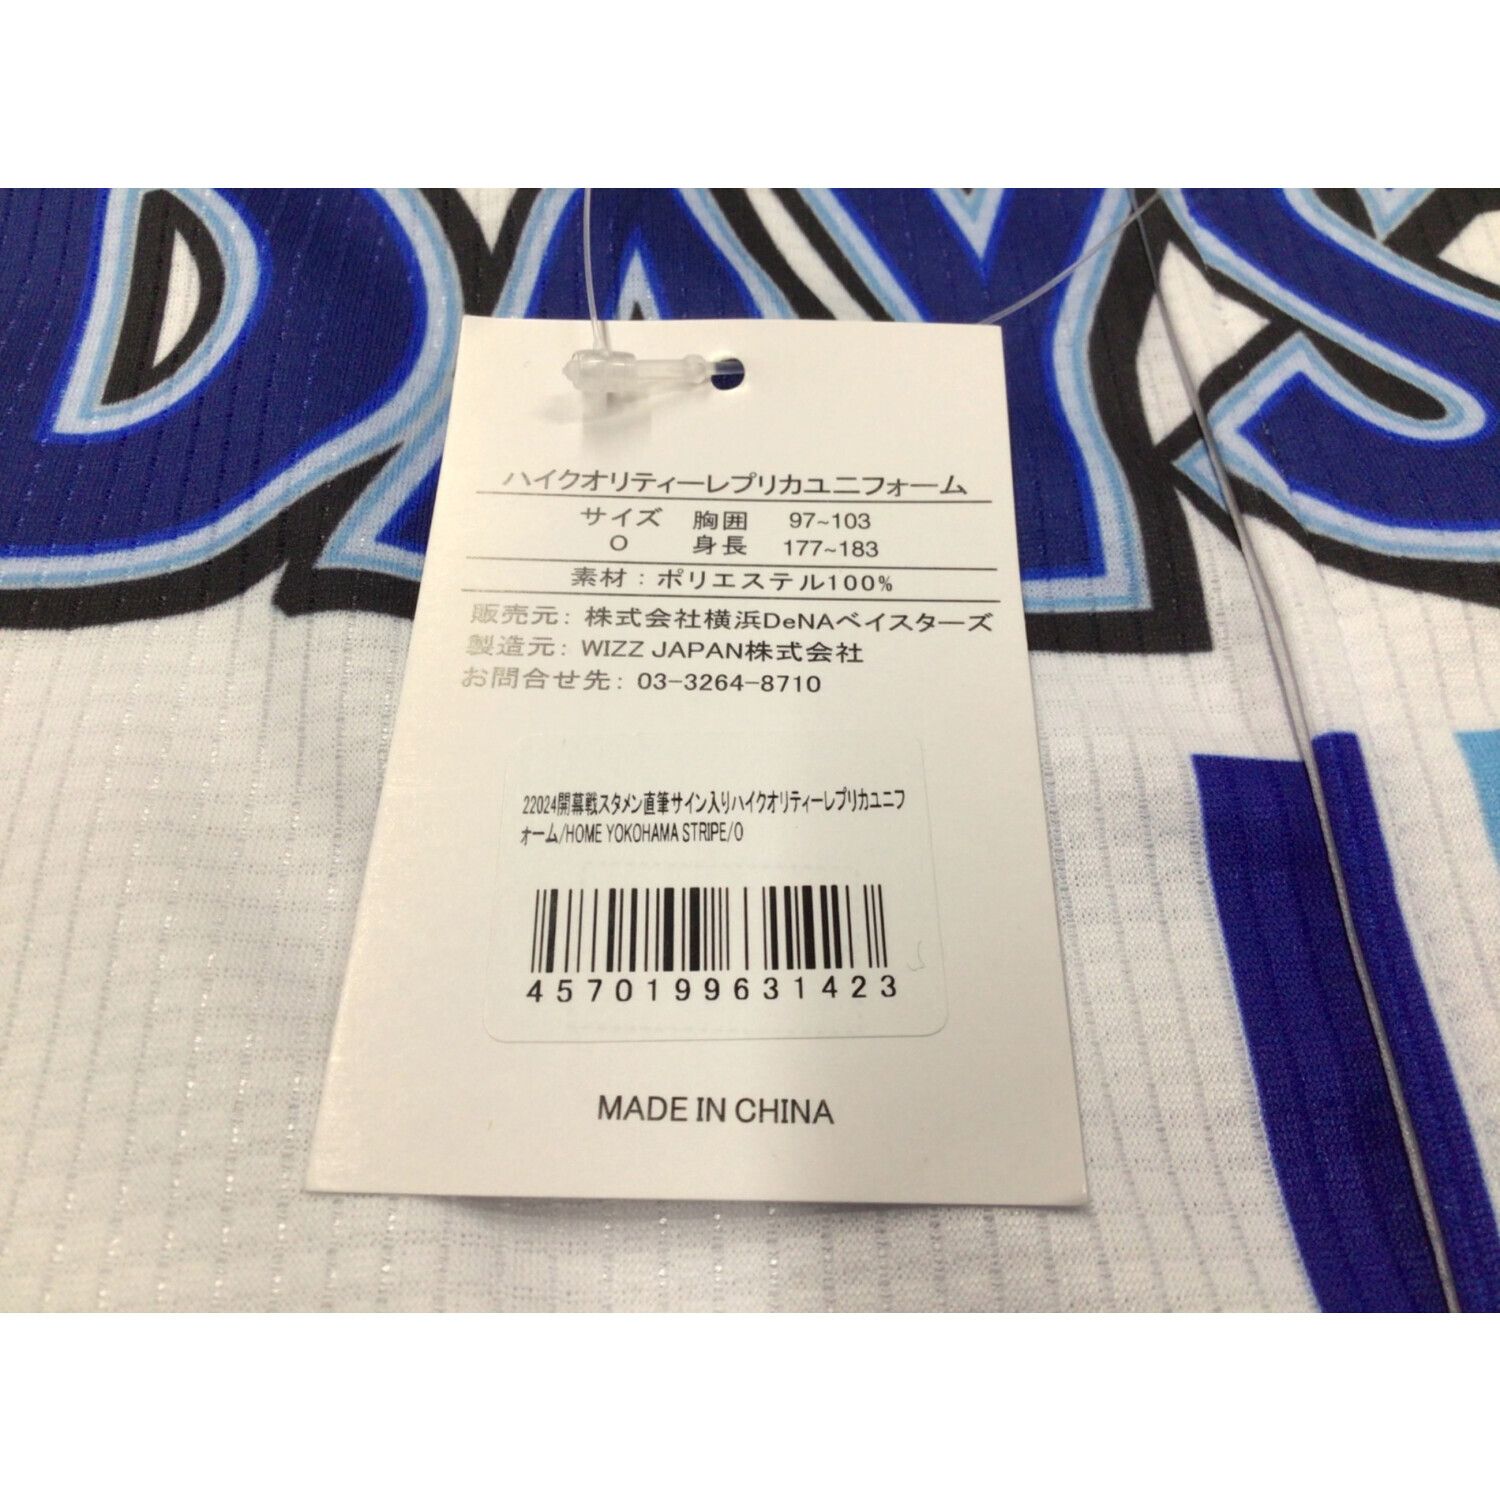 BAYS
ハイクオリティーレプリカユニフォーム
サイズ 胸囲 97~103
O 身長 177~183
素材：ポリエステル100%
販売元：株式会社横浜DeNAベイスターズ
製造元：WIZZ JAPAN株式会社
お問合せ先：03-3264-8710
22024開幕戦スタメン直筆サイン入りハイクオリティーレプリカユニフ
ォーム/HOME YOKOHAMA STRIPE/O
4570199631423
MADE IN CHINA